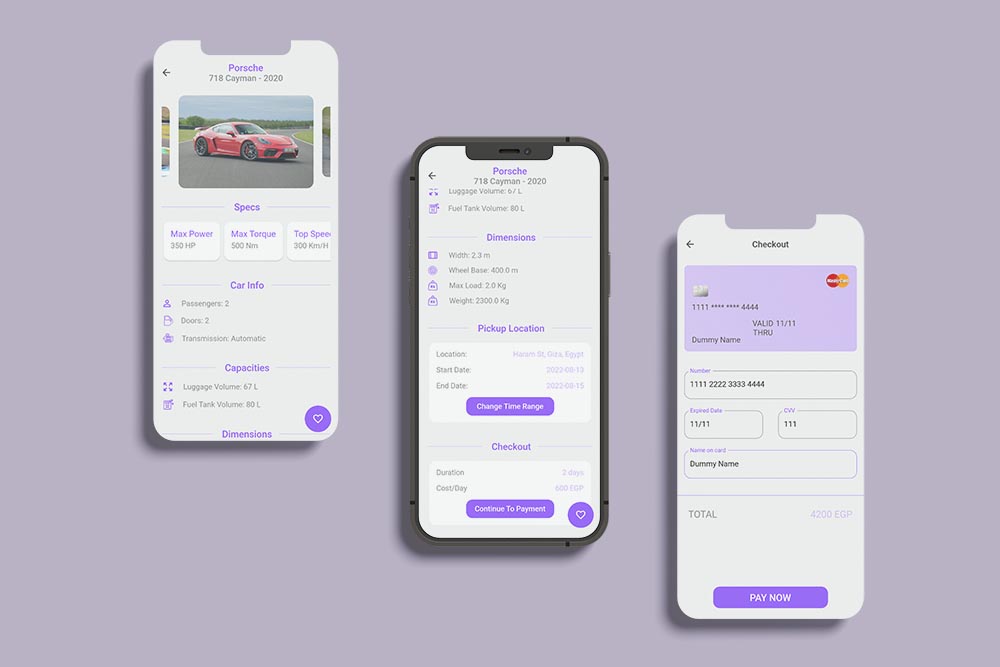 Porsche
718 Cayman - 2020
Specs
Max Power
350 HP
Max Torque
500 Nm
Top Spee
300 Km/H
Car Info
Passengers: 2
Doors: 2
Transmission: Automatic
Capacities
Luggage Volume: 67 L
Fuel Tank Volume: 80 L
Dimensions
Porsche
718 Cayman - 2020
Luggage Volume: 67 L
Fuel Tank Volume: 80 L
Dimensions
Width: 2.3 m
Wheel Base: 400.0 m
Max Load: 2.0 Kg
Weight: 2300.0 Kg
Pickup Location
Location: Haram St, Giza, Egypt
Start Date: 2022-08-13
End Date: 2022-08-15
Change Time Range
Checkout
Duration 2 days
Cost/Day 600 EGP
Continue To Payment
Checkout
MasterCard
1111 **** **** 4444
VALID 11/11
THRU
Dummy Name
Number
1111 2222 3333 4444
Expired Date
11/11
CVV
111
Name on card
Dummy Name
TOTAL 4200 EGP
PAY NOW